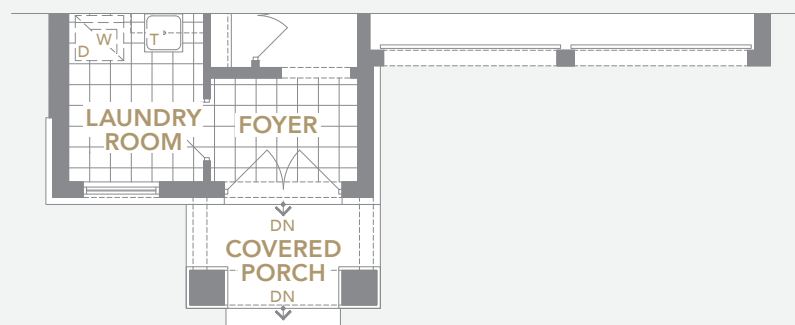 W
T
D
LAUNDRY
ROOM
FOYER
DN
COVERED
PORCH
DN